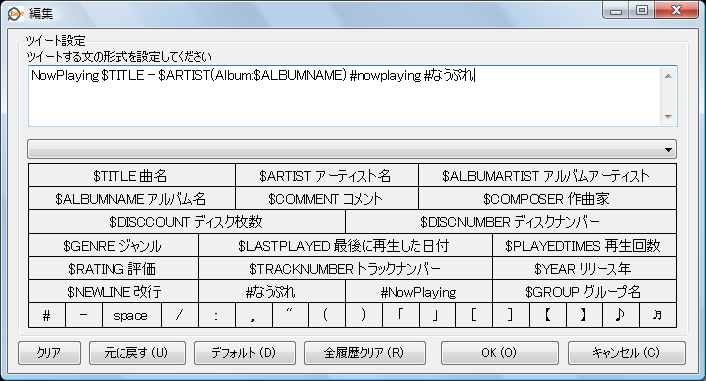 編集
ツイート設定
ツイートする文の形式を設定してください
NowPlaying $TITLE - $ARTIST(Album:$ALBUMNAME) #nowplaying #なうぷれ
$TITLE 曲名 $ARTIST アーティスト名 $ALBUMARTIST アルバムアーティスト
$ALBUMNAME アルバム名 $COMMENT コメント $COMPOSER 作曲家
$DISCCOUNT ディスク枚数 $DISCNUMBER ディスクナンバー
$GENRE ジャンル $LASTPLAYED 最後に再生した日付 $PLAYEDTIMES 再生回数
$RATING 評価 $TRACKNUMBER トラックナンバー $YEAR リリース年
$NEWLINE 改行 #なうぷれ #NowPlaying $GROUP グループ名
# - space / : , “ ( ) 「 」 [ ] 【 】 ♪ ♬
クリア 元に戻す(U) デフォルト(D) 全履歴クリア(R) OK(O) キャンセル(C)